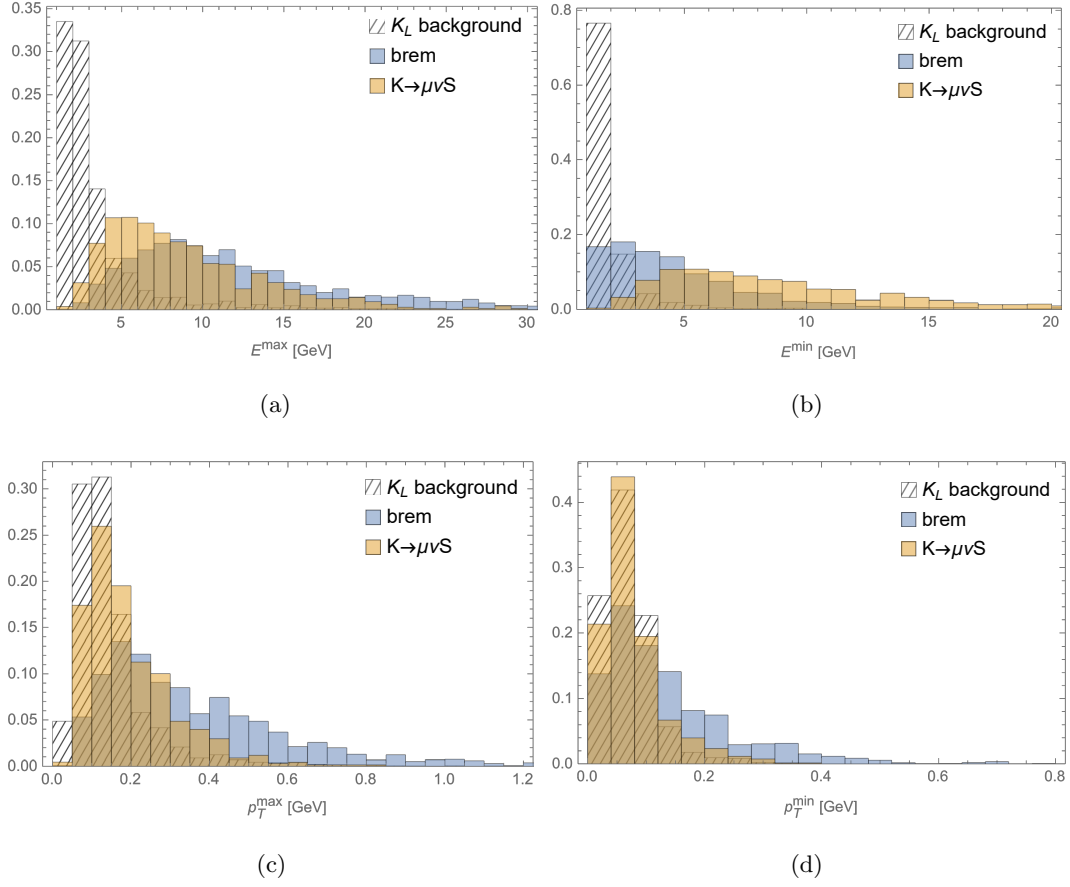 0.35
0.30
0.25
0.20
0.15
0.10
0.05
0.00
5
10
15
20
25
30
E^max [GeV]
K_L background
brem
K→μνS
(a)
0.8
0.6
0.4
0.2
0.0
5
10
15
20
E^min [GeV]
K_L background
brem
K→μνS
(b)
0.30
0.25
0.20
0.15
0.10
0.05
0.00
0.0
0.2
0.4
0.6
0.8
1.0
1.2
p_T^max [GeV]
K_L background
brem
K→μνS
(c)
0.4
0.3
0.2
0.1
0.0
0.0
0.2
0.4
0.6
0.8
p_T^min [GeV]
K_L background
brem
K→μνS
(d)